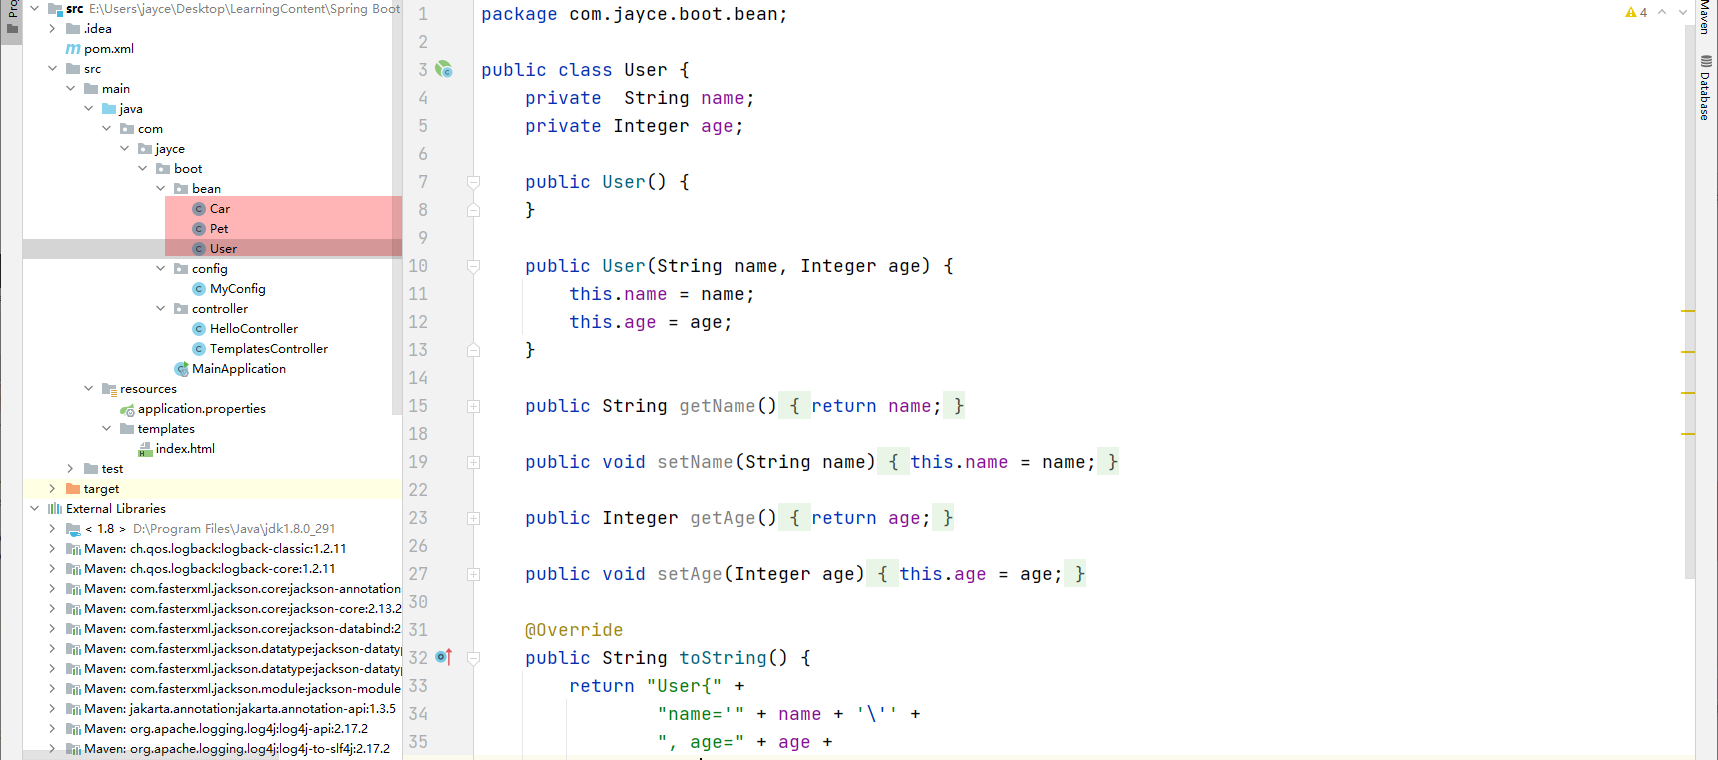 Pro
src E:\Users\jayce\Desktop\LearningContent\Spring Boot
.idea
pom.xml
src
main
java
com
jayce
boot
bean
Car
Pet
User
config
MyConfig
controller
HelloController
TemplatesController
MainApplication
resources
application.properties
templates
index.html
test
target
External Libraries
< 1.8 > D:\Program Files\Java\jdk1.8.0_291
Maven: ch.qos.logback:logback-classic:1.2.11
Maven: ch.qos.logback:logback-core:1.2.11
Maven: com.fasterxml.jackson.core:jackson-annotation
Maven: com.fasterxml.jackson.core:jackson-core:2.13.2
Maven: com.fasterxml.jackson.core:jackson-databind:2
Maven: com.fasterxml.jackson.datatype:jackson-dataty
Maven: com.fasterxml.jackson.datatype:jackson-dataty
Maven: com.fasterxml.jackson.module:jackson-module
Maven: jakarta.annotation:jakarta.annotation-api:1.3.5
Maven: org.apache.logging.log4j:log4j-api:2.17.2
Maven: org.apache.logging.log4j:log4j-to-slf4j:2.17.2
1 package com.jayce.boot.bean;
2
3 public class User {
4 private  String name;
5 private Integer age;
6
7 public User() {
8 }
9
10 public User(String name, Integer age) {
11 this.name = name;
12 this.age = age;
13 }
14
15 public String getName() { return name; }
18
19 public void setName(String name) { this.name = name; }
22
23 public Integer getAge() { return age; }
26
27 public void setAge(Integer age) { this.age = age; }
30
31 @Override
32 public String toString() {
33 return "User{" +
34 "name='" + name + '\'' +
35 ", age=" + age +
4
Maven
Database